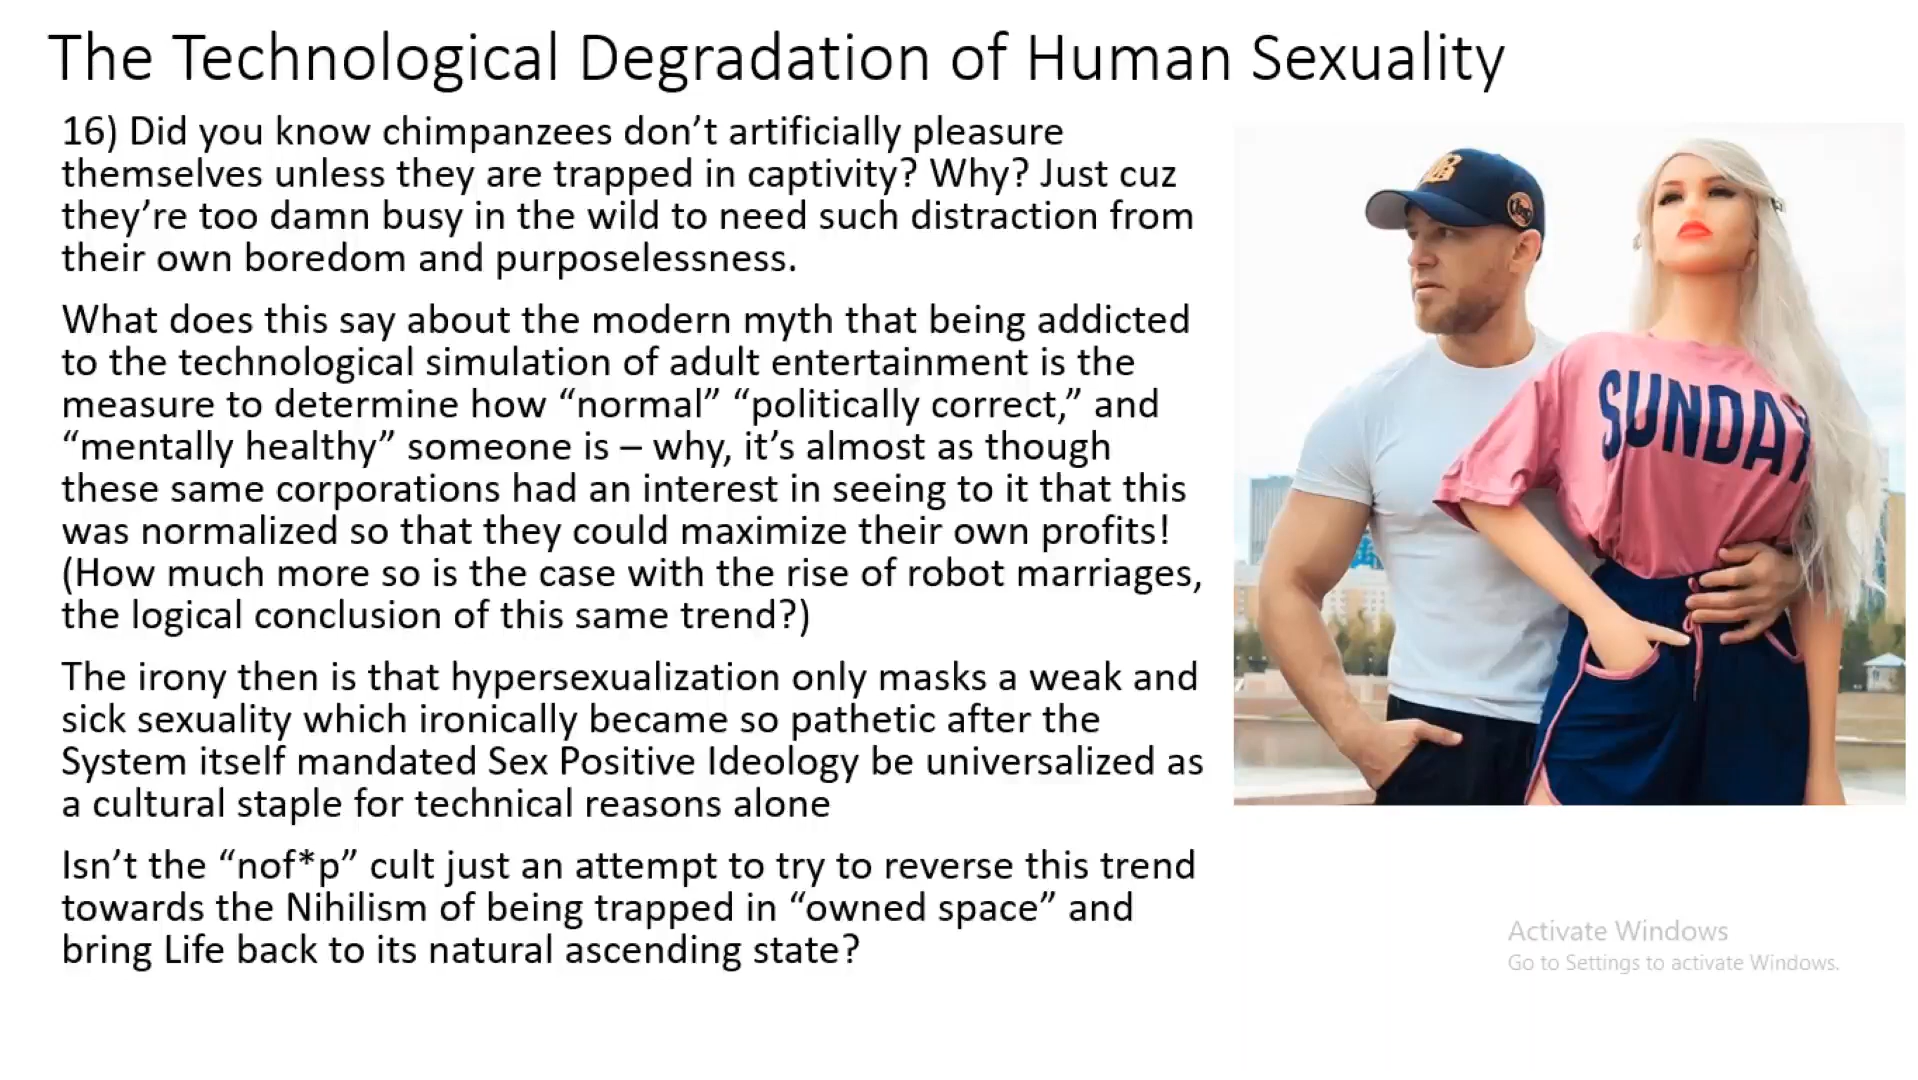 The Technological Degradation of Human Sexuality
16) Did you know chimpanzees don’t artificially pleasure
themselves unless they are trapped in captivity? Why? Just cuz
they’re too damn busy in the wild to need such distraction from
their own boredom and purposelessness.
What does this say about the modern myth that being addicted
to the technological simulation of adult entertainment is the
measure to determine how “normal” “politically correct,” and
“mentally healthy” someone is – why, it’s almost as though
these same corporations had an interest in seeing to it that this
was normalized so that they could maximize their own profits!
(How much more so is the case with the rise of robot marriages,
the logical conclusion of this same trend?)
The irony then is that hypersexualization only masks a weak and
sick sexuality which ironically became so pathetic after the
System itself mandated Sex Positive Ideology be universalized as
a cultural staple for technical reasons alone
Isn’t the “nof*p” cult just an attempt to try to reverse this trend
towards the Nihilism of being trapped in “owned space” and
bring Life back to its natural ascending state?
SUNDAY
Activate Windows
Go to Settings to activate Windows.